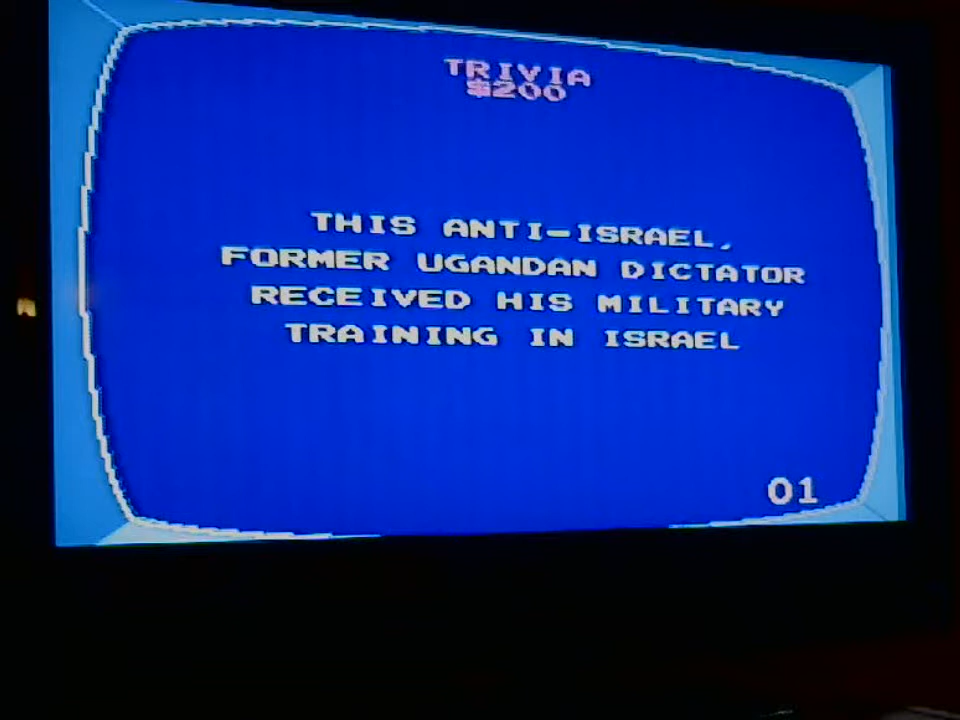 TRIVIA
$200
THIS ANTI-ISRAEL,
FORMER UGANDAN DICTATOR
RECEIVED HIS MILITARY
TRAINING IN ISRAEL
01